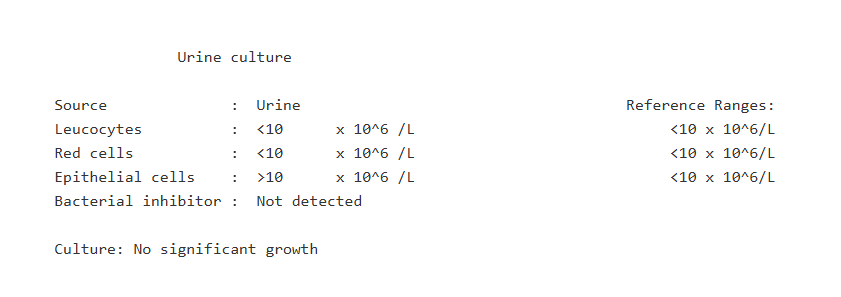 Urine culture
Source : Urine Reference Ranges:
Leucocytes : <10 x 10^6 /L <10 x 10^6/L
Red cells : <10 x 10^6 /L <10 x 10^6/L
Epithelial cells : >10 x 10^6 /L <10 x 10^6/L
Bacterial inhibitor : Not detected
Culture: No significant growth